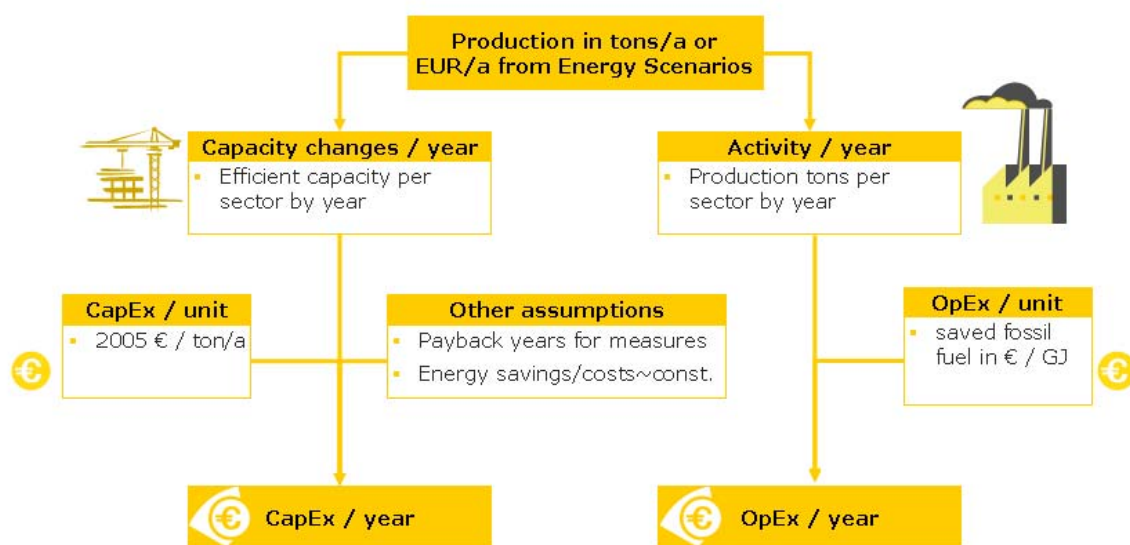 Production in tons/a or
EUR/a from Energy Scenarios
Capacity changes / year
▪ Efficient capacity per
sector by year
Activity / year
▪ Production tons per
sector by year
CapEx / unit
▪ 2005 € / ton/a
Other assumptions
▪ Payback years for measures
▪ Energy savings/costs~const.
OpEx / unit
▪ saved fossil
fuel in € / GJ
€
€
€ CapEx / year
€ OpEx / year